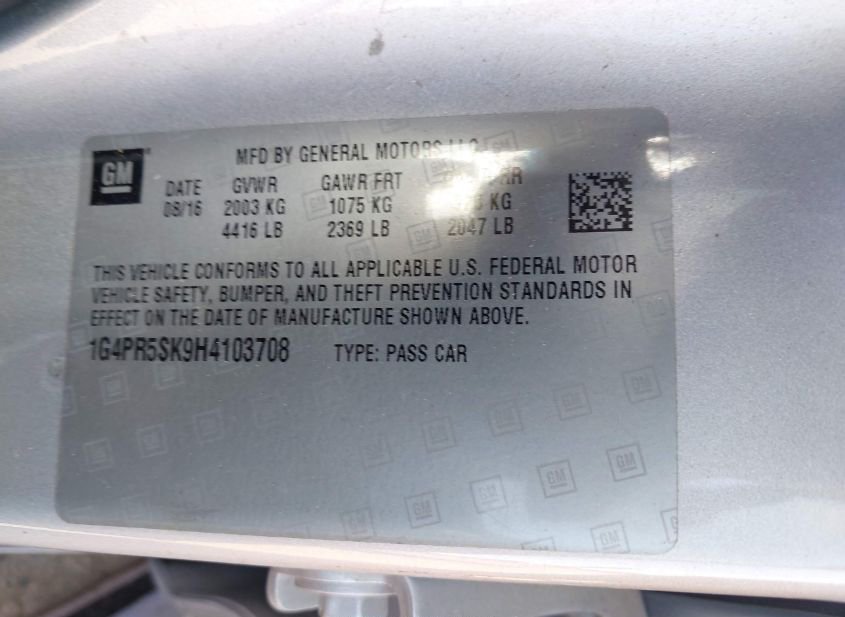 GM
MFD BY GENERAL MOTORS LLC
DATE GVWR GAWR FRT
08/16 2003 KG 1075 KG KG
4416 LB 2369 LB 2047 LB
THIS VEHICLE CONFORMS TO ALL APPLICABLE U.S. FEDERAL MOTOR
VEHICLE SAFETY, BUMPER, AND THEFT PREVENTION STANDARDS IN
EFFECT ON THE DATE OF MANUFACTURE SHOWN ABOVE.
1G4PR5SK9H4103708 TYPE: PASS CAR